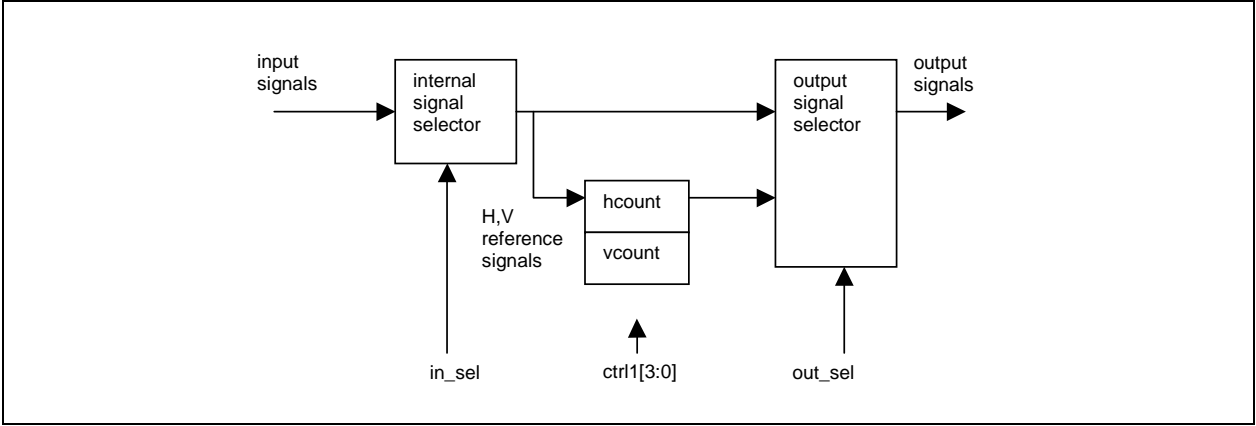 input
signals
internal
signal
selector
output
signal
selector
output
signals
H,V
reference
signals
hcount
vcount
in_sel
ctrl1[3:0]
out_sel